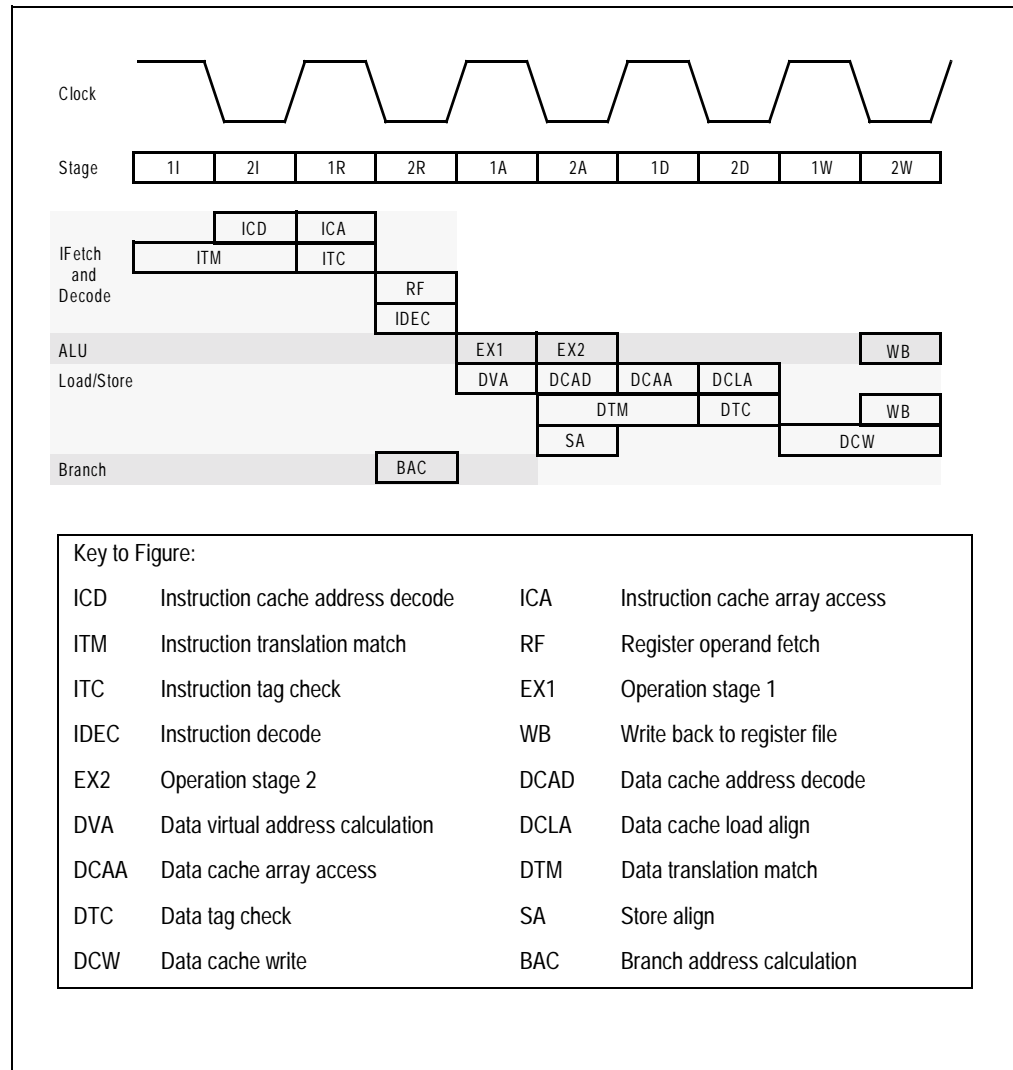 Clock
Stage 1I 2I 1R 2R 1A 2A 1D 2D 1W 2W
ICD ICA
IFetch
and
Decode
ITM ITC
RF
IDEC
ALU EX1 EX2 WB
Load/Store DVA DCAD DCAA DCLA
DTM DTC WB
SA DCW
Branch BAC
Key to Figure:
ICD Instruction cache address decode ICA Instruction cache array access
ITM Instruction translation match RF Register operand fetch
ITC Instruction tag check EX1 Operation stage 1
IDEC Instruction decode WB Write back to register file
EX2 Operation stage 2 DCAD Data cache address decode
DVA Data virtual address calculation DCLA Data cache load align
DCAA Data cache array access DTM Data translation match
DTC Data tag check SA Store align
DCW Data cache write BAC Branch address calculation